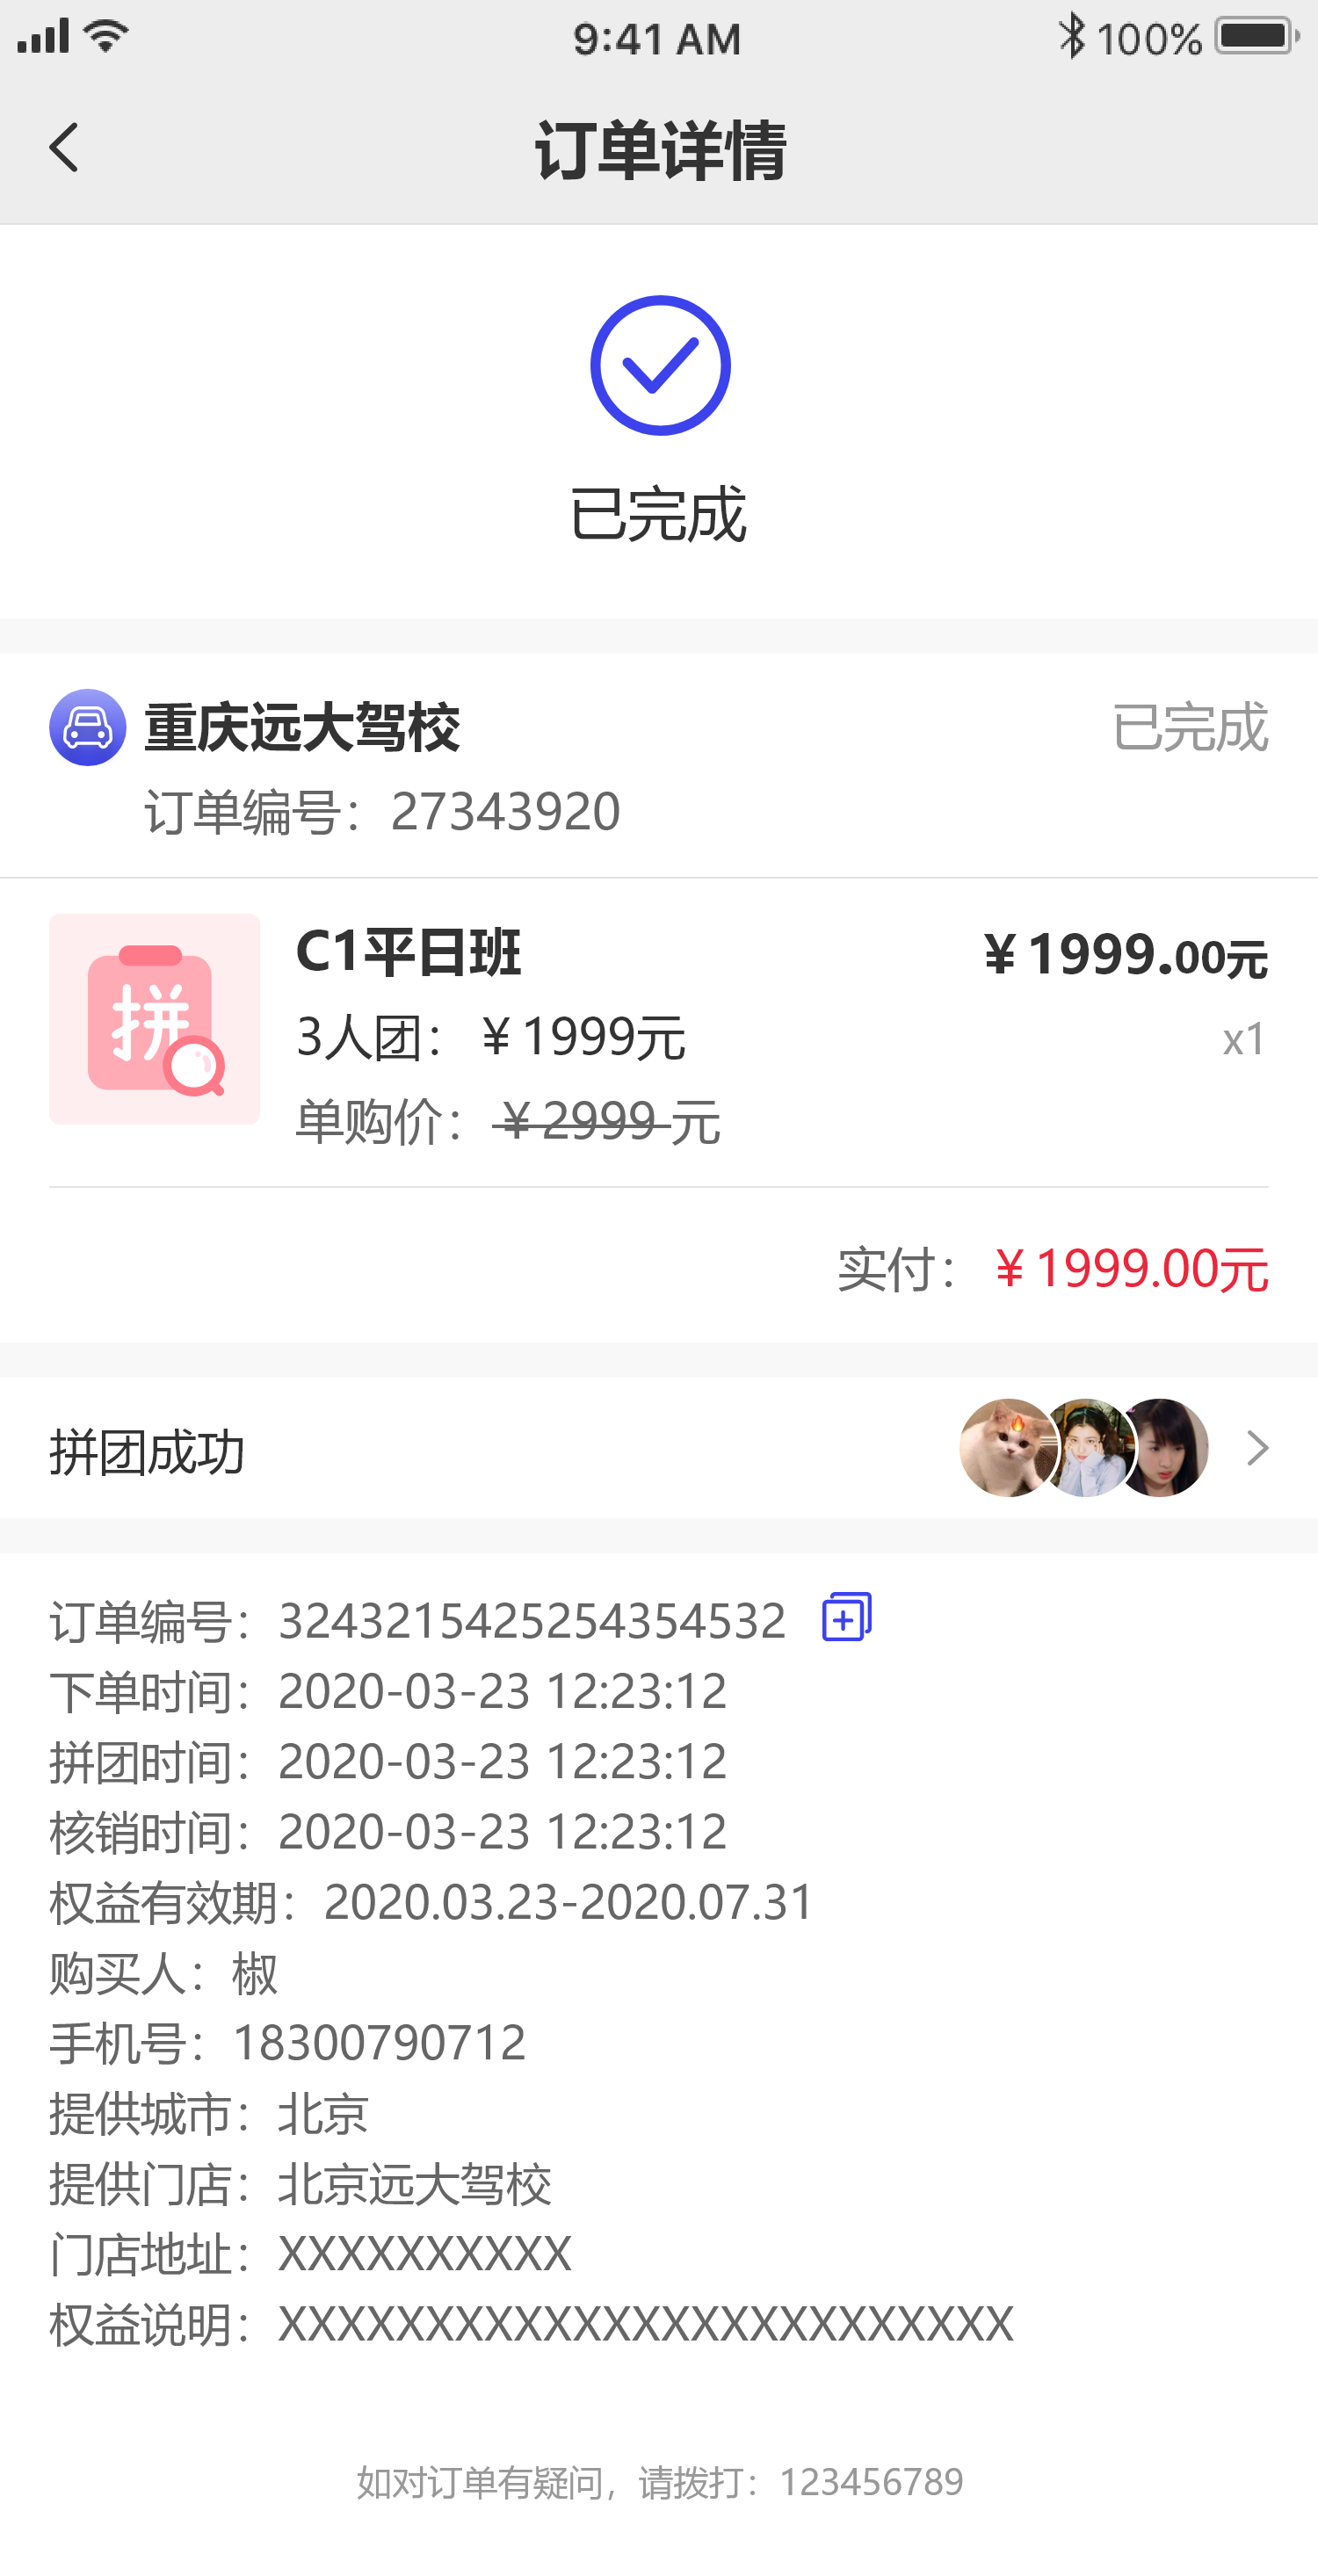 9:41 AM 100%
订单详情
已完成
重庆远大驾校 已完成
订单编号：27343920
拼
C1平日班 ¥1999.00元
3人团：¥1999元 x1
单购价：¥2999元
实付：¥1999.00元
拼团成功
订单编号：3243215425254354532
下单时间：2020-03-23 12:23:12
拼团时间：2020-03-23 12:23:12
核销时间：2020-03-23 12:23:12
权益有效期：2020.03.23-2020.07.31
购买人：椒
手机号：18300790712
提供城市：北京
提供门店：北京远大驾校
门店地址：XXXXXXXXXX
权益说明：XXXXXXXXXXXXXXXXXXXXXXXXX
如对订单有疑问，请拨打：123456789